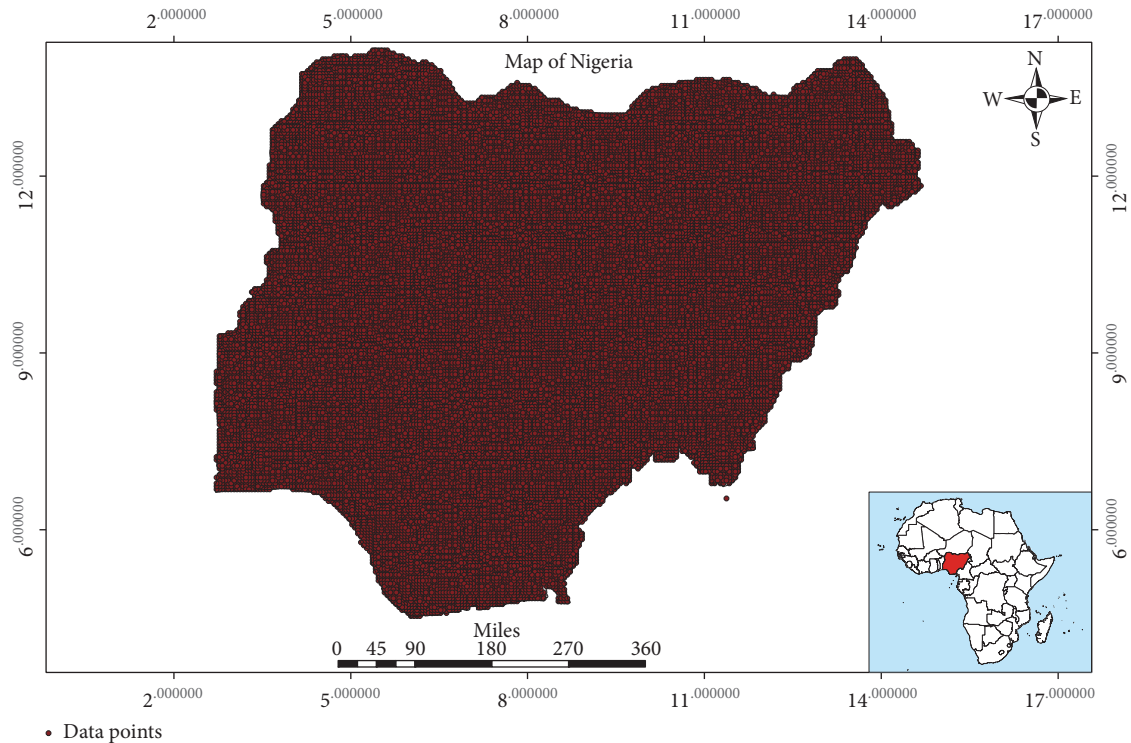 2.000000 5.000000 8.000000 11.000000 14.000000 17.000000
Map of Nigeria
N
W E
S
12.000000 12.000000
9.000000 9.000000
6.000000 6.000000
Miles
0 45 90 180 270 360
2.000000 5.000000 8.000000 11.000000 14.000000 17.000000
Data points